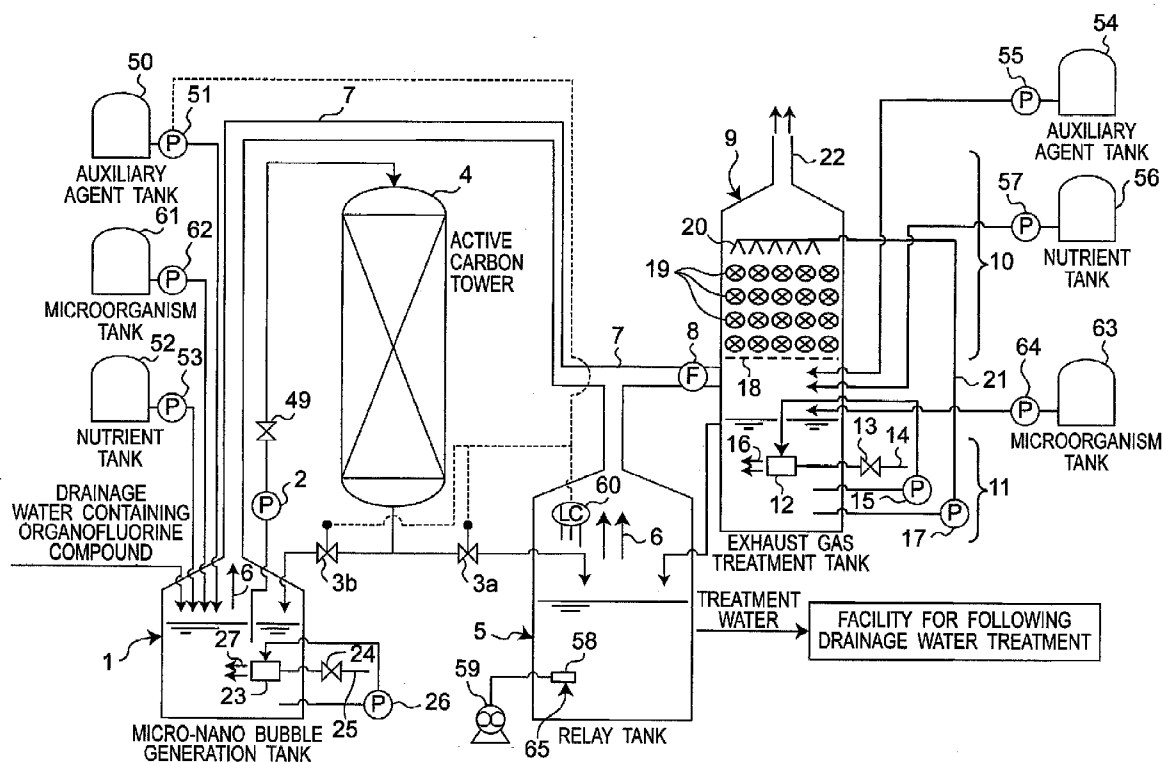 50
51
P
AUXILIARY
AGENT TANK
61
62
P
MICROORGANISM
TANK
52
53
P
NUTRIENT
TANK
DRAINAGE
WATER CONTAINING
ORGANOFLUORINE
COMPOUND
7
49
2
P
4
ACTIVE
CARBON
TOWER
3b
3a
6
1
27
23
24
25
P
26
MICRO-NANO BUBBLE
GENERATION TANK
7
8
F
60
LC
6
5
58
59
65
RELAY TANK
9
22
20
19
18
16
12
13
14
15
P
17
P
21
10
11
EXHAUST GAS
TREATMENT TANK
54
55
P
AUXILIARY
AGENT TANK
56
57
P
NUTRIENT
TANK
63
64
P
MICROORGANISM
TANK
TREATMENT
WATER
FACILITY FOR FOLLOWING
DRAINAGE WATER TREATMENT